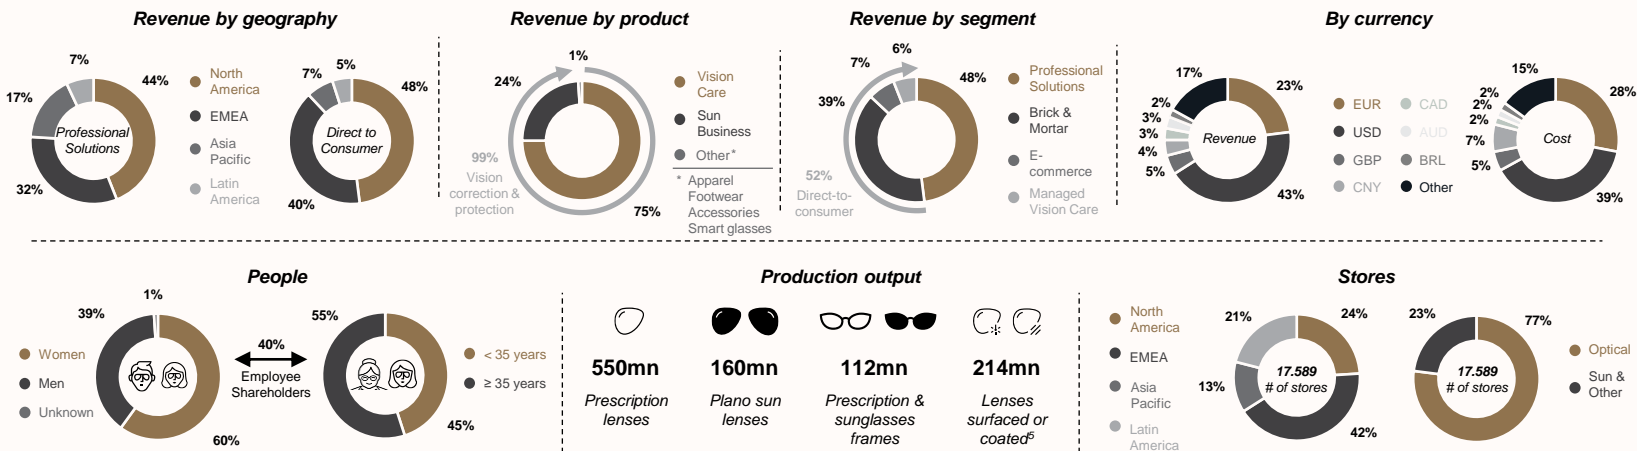 Revenue by geography
7%
17%
44%
32%
Professional
Solutions
North
America
EMEA
Asia
Pacific
Latin
America
5%
7%
48%
40%
Direct to
Consumer
Revenue by product
1%
24%
75%
99%
Vision
correction &
protection
Vision
Care
Sun
Business
Other*
* Apparel
Footwear
Accessories
Smart glasses
Revenue by segment
6%
7%
48%
39%
52%
Direct-to-
consumer
Professional
Solutions
Brick &
Mortar
E-
commerce
Managed
Vision Care
By currency
17%
23%
2%
3%
3%
4%
5%
43%
Revenue
EUR
CAD
USD
AUD
GBP
BRL
CNY
Other
15%
28%
2%
2%
2%
7%
5%
39%
Cost
People
1%
39%
60%
Women
Men
Unknown
40%
Employee
Shareholders
55%
45%
< 35 years
≥ 35 years
Production output
550mn
Prescription
lenses
160mn
Plano sun
lenses
112mn
Prescription &
sunglasses
frames
214mn
Lenses
surfaced or
coated⁵
Stores
North
America
EMEA
Asia
Pacific
Latin
America
21%
24%
13%
42%
17.589
# of stores
23%
77%
17.589
# of stores
Optical
Sun &
Other